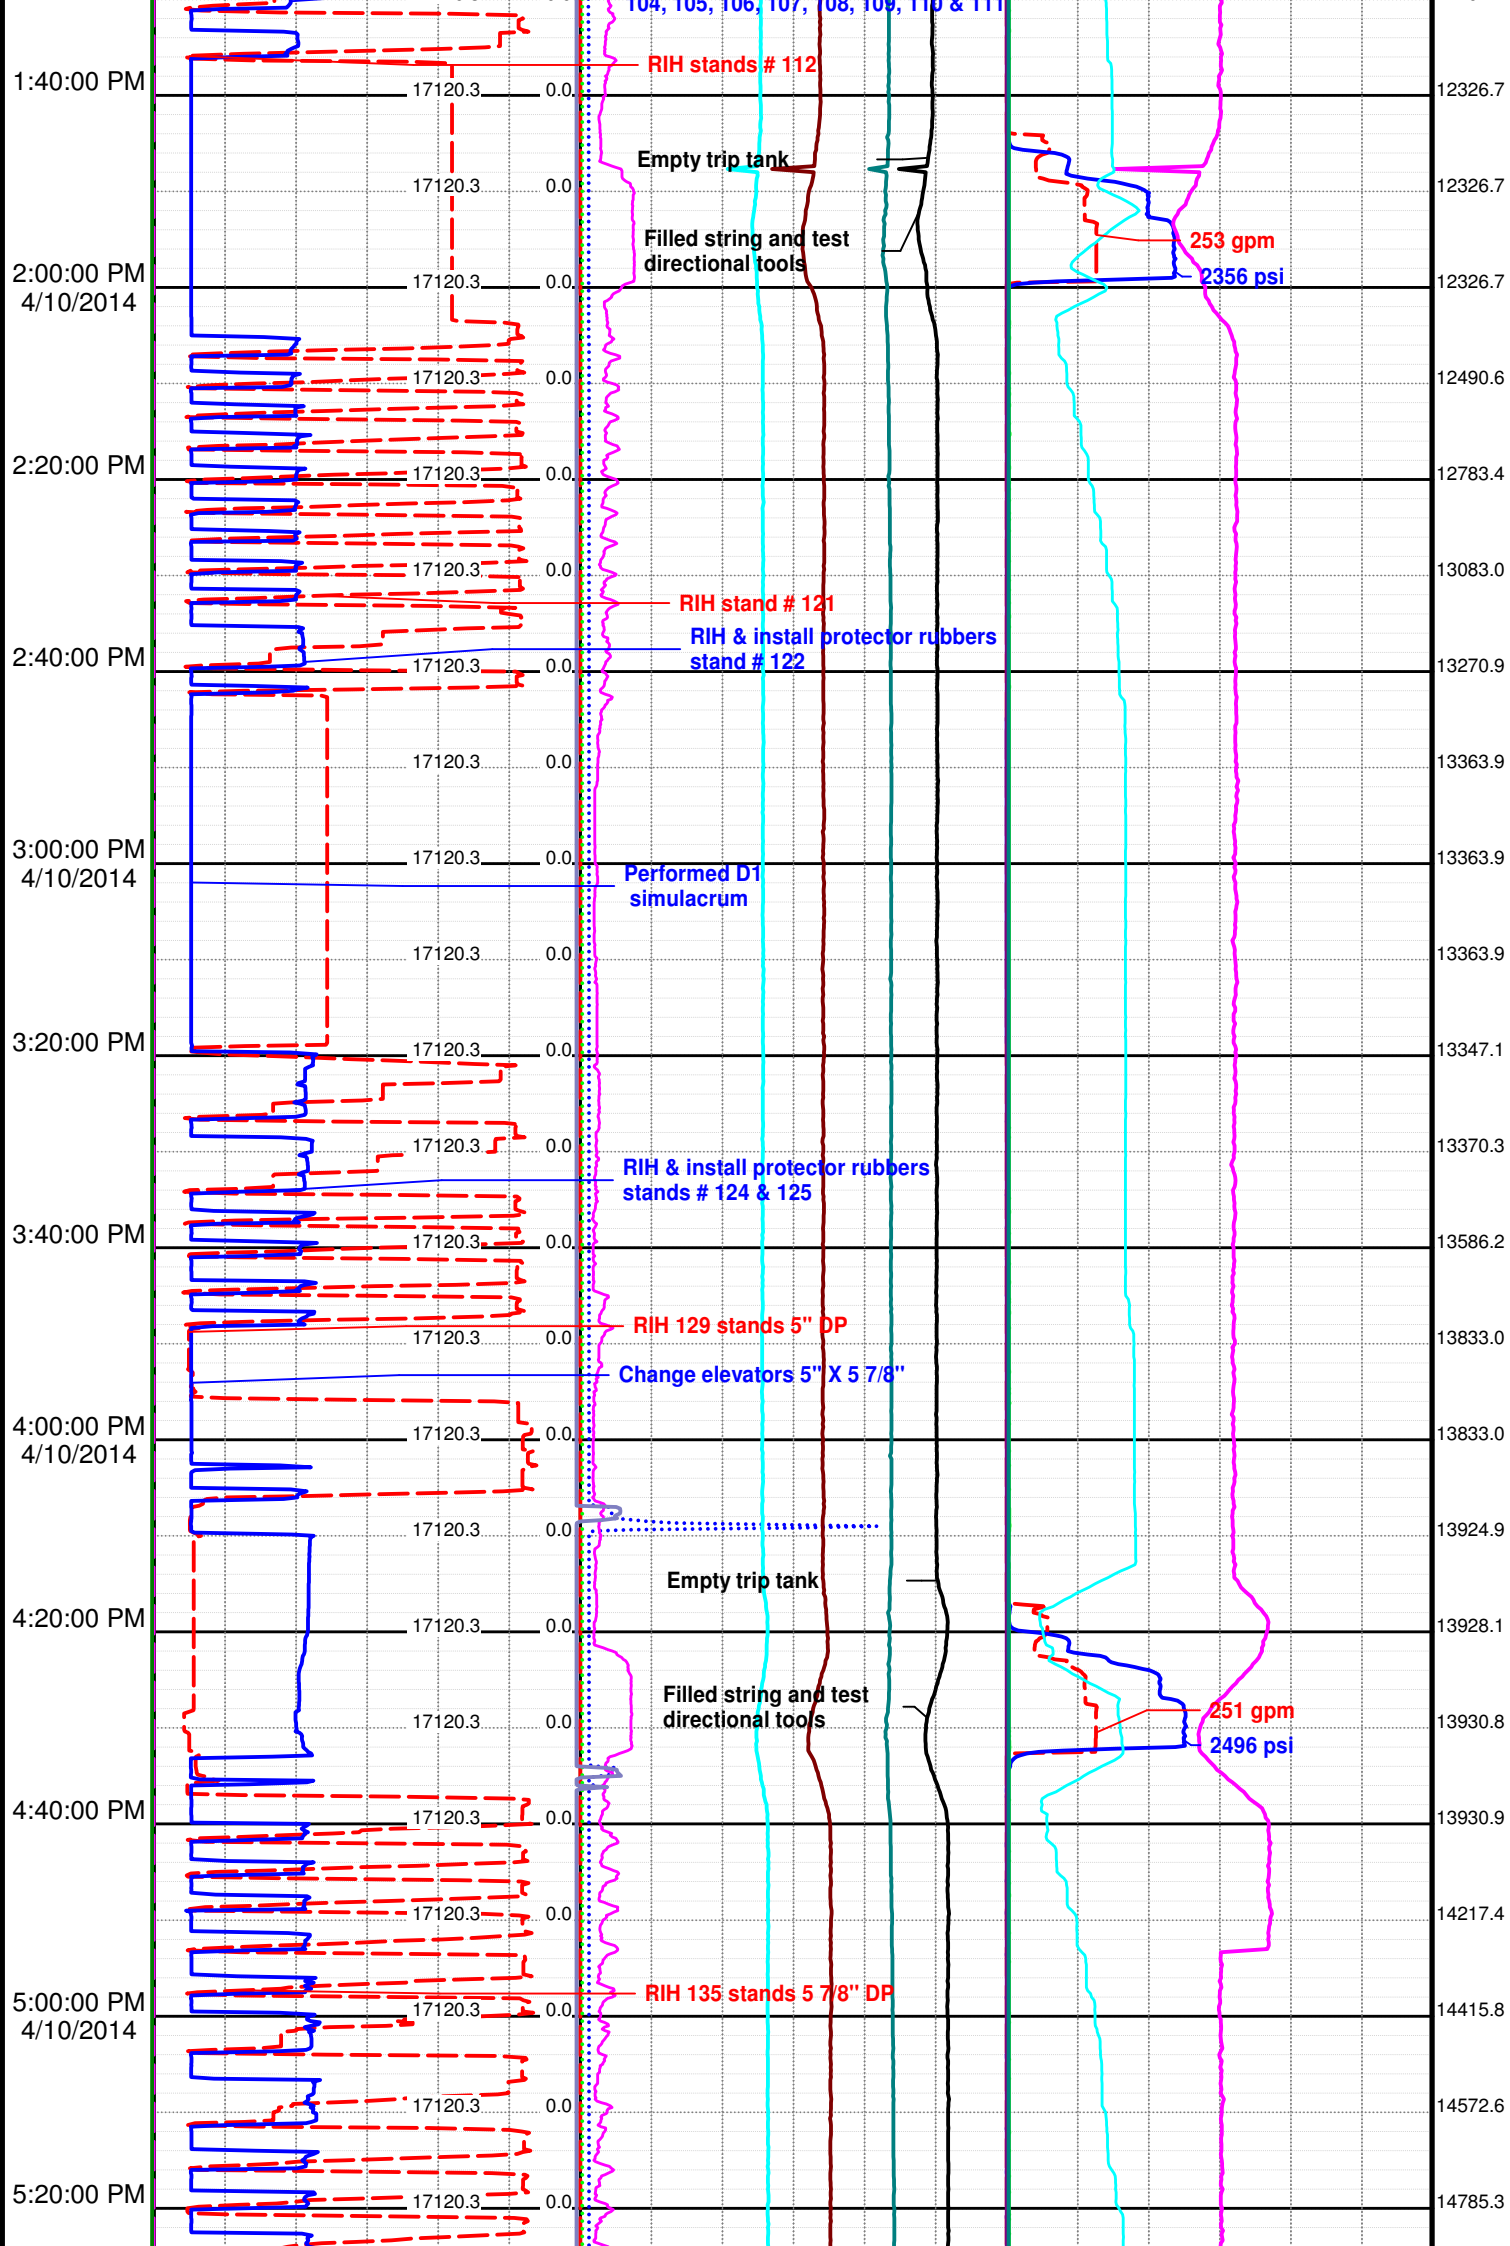 104, 105, 106, 107, 108, 109, 110 & 111
RIH stands # 112
1:40:00 PM 17120.3 0.0 12326.7
Empty trip tank
17120.3 0.0 12326.7
Filled string and test
directional tools
253 gpm
2356 psi
2:00:00 PM 17120.3 0.0 12326.7
4/10/2014
17120.3 0.0 12490.6
2:20:00 PM 17120.3 0.0 12783.4
17120.3 0.0 13083.0
RIH stand # 121
RIH & install protector rubbers
stand # 122
2:40:00 PM 17120.3 0.0 13270.9
17120.3 0.0 13363.9
3:00:00 PM 17120.3 0.0 13363.9
4/10/2014
Performed D1
simulacrum
17120.3 0.0 13363.9
3:20:00 PM 17120.3 0.0 13347.1
17120.3 0.0 13370.3
RIH & install protector rubbers
stands # 124 & 125
3:40:00 PM 17120.3 0.0 13586.2
RIH 129 stands 5" DP
17120.3 0.0 13833.0
Change elevators 5" X 5 7/8"
4:00:00 PM 17120.3 0.0 13833.0
4/10/2014
17120.3 0.0 13924.9
Empty trip tank
4:20:00 PM 17120.3 0.0 13928.1
Filled string and test
directional tools
251 gpm
17120.3 0.0 13930.8
2496 psi
4:40:00 PM 17120.3 0.0 13930.9
17120.3 0.0 14217.4
RIH 135 stands 5 7/8" DP
5:00:00 PM 17120.3 0.0 14415.8
4/10/2014
17120.3 0.0 14572.6
5:20:00 PM 17120.3 0.0 14785.3